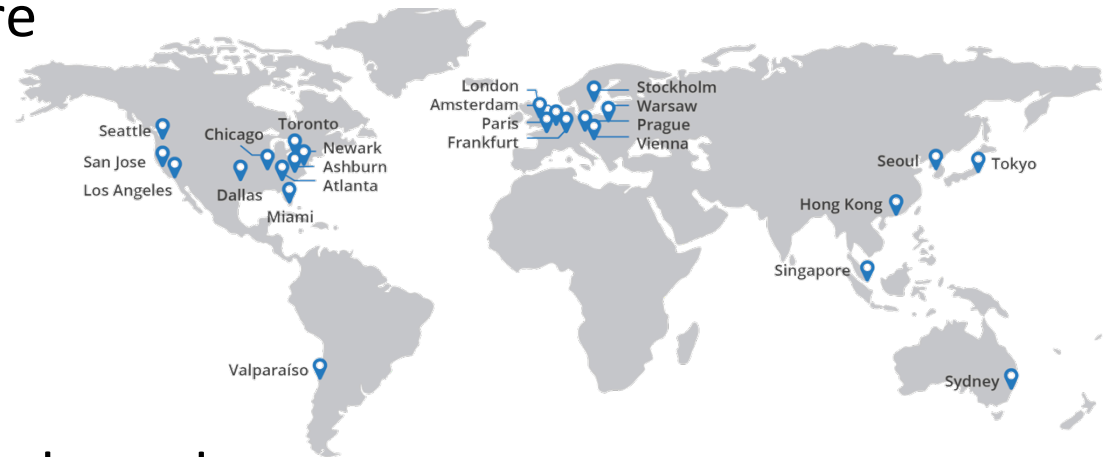 re
London
Stockholm
Amsterdam
Warsaw
Paris
Prague
Frankfurt
Vienna
Seattle
Chicago
Toronto
Newark
San Jose
Ashburn
Los Angeles
Dallas
Atlanta
Miami
Seoul
Tokyo
Hong Kong
Singapore
Valparaíso
Sydney